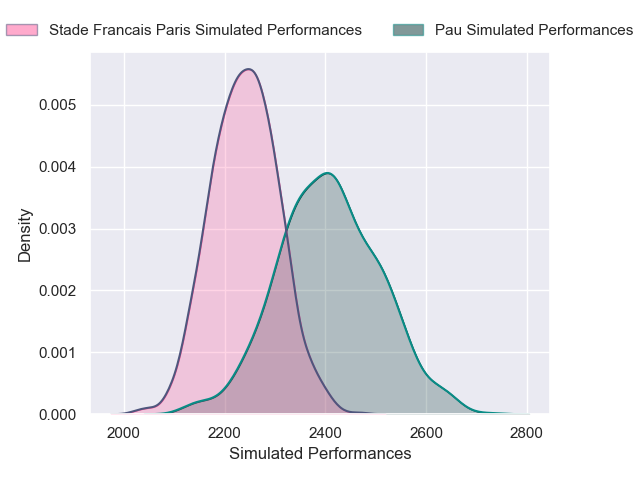 Stade Francais Paris Simulated Performances Pau Simulated Performances
0.005
0.004
0.003
0.002
0.001
0.000
Density
2000 2200 2400 2600 2800
Simulated Performances